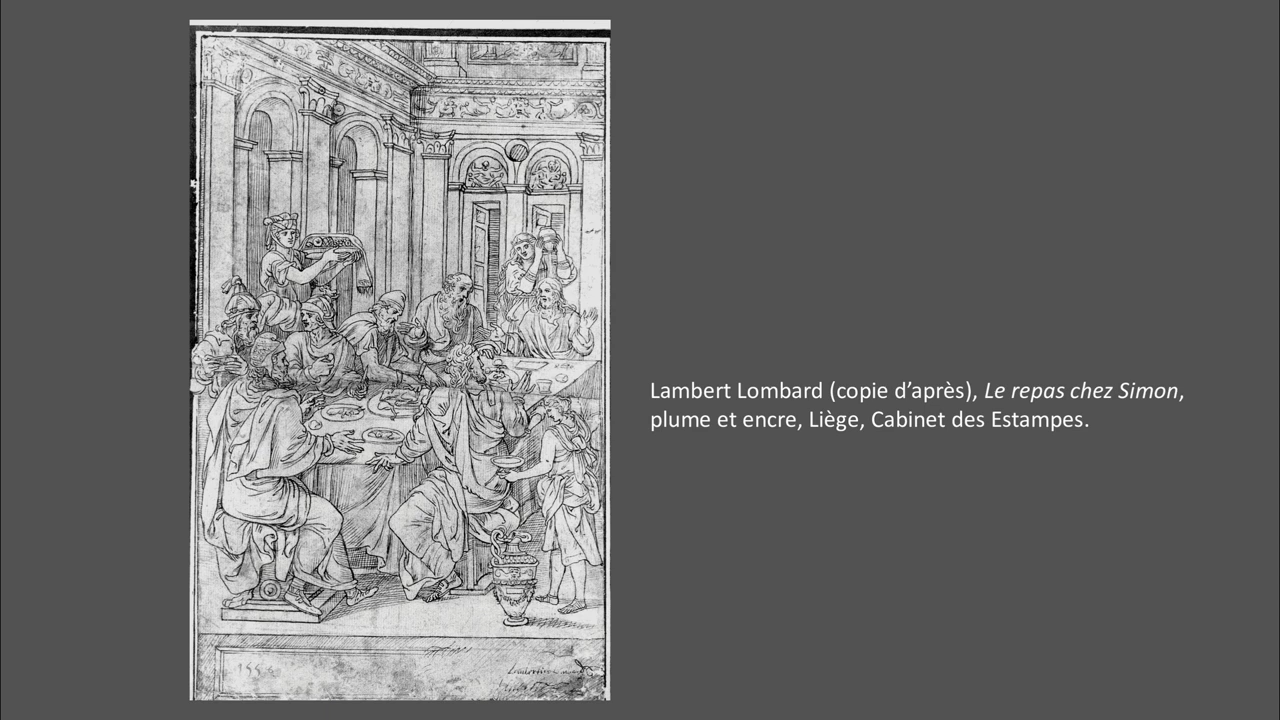 Lambert Lombard (copie d’après), Le repas chez Simon,
plume et encre, Liège, Cabinet des Estampes.